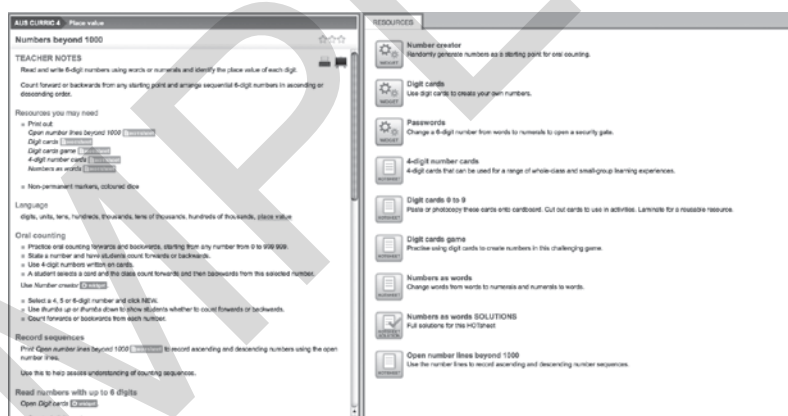 AUS CURRIC 4 Place value
Numbers beyond 1000
TEACHER NOTES
Read and write 6-digit numbers using words or numerals and identify the place value of each digit.
Count forward or backwards from any starting point and arrange sequential 6-digit numbers in ascending or
descending order.
Resources you may need
Print out:
Open number lines beyond 1000
Digit cards
Digit cards game
4-digit number cards
Numbers as words
Non-permanent markers, coloured dice
Language
digits, units, tens, hundreds, thousands, tens of thousands, hundreds of thousands, place value
Oral counting
Practise oral counting forwards and backwards, starting from any number from 0 to 999 999.
State a number and have students count forwards or backwards.
Use 4-digit numbers written on cards.
A student selects a card and the class count forwards and then backwards from this selected number.
Use Number creator widget.
Select a 4, 5 or 6-digit number and click NEW.
Use thumbs up or thumbs down to show students whether to count forwards or backwards.
Count forwards or backwards from each number.
Record sequences
Print Open number lines beyond 1000 to record ascending and descending numbers using the open
number lines.
Use this to help assess understanding of counting sequences.
Read numbers with up to 6 digits
Open Digit cards widget.
RESOURCES
Number creator
Randomly generate numbers as a starting point for oral counting.
WIDGET
Digit cards
Use digit cards to create your own numbers.
WIDGET
Passwords
Change a 6-digit number from words to numerals to open a security gate.
WIDGET
4-digit number cards
4-digit cards that can be used for a range of whole-class and small-group learning experiences.
HOTSHEET
Digit cards 0 to 9
Paste or photocopy these cards onto cardboard. Cut out cards to use in activities. Laminate for a reusable resource.
HOTSHEET
Digit cards game
Practise using digit cards to create numbers in this challenging game.
HOTSHEET
Numbers as words
Change words from words to numerals and numerals to words.
HOTSHEET
Numbers as words SOLUTIONS
Full solutions for this HOTsheet
HOTSHEET
SOLUTION
Open number lines beyond 1000
Use the number lines to record ascending and descending number sequences.
HOTSHEET